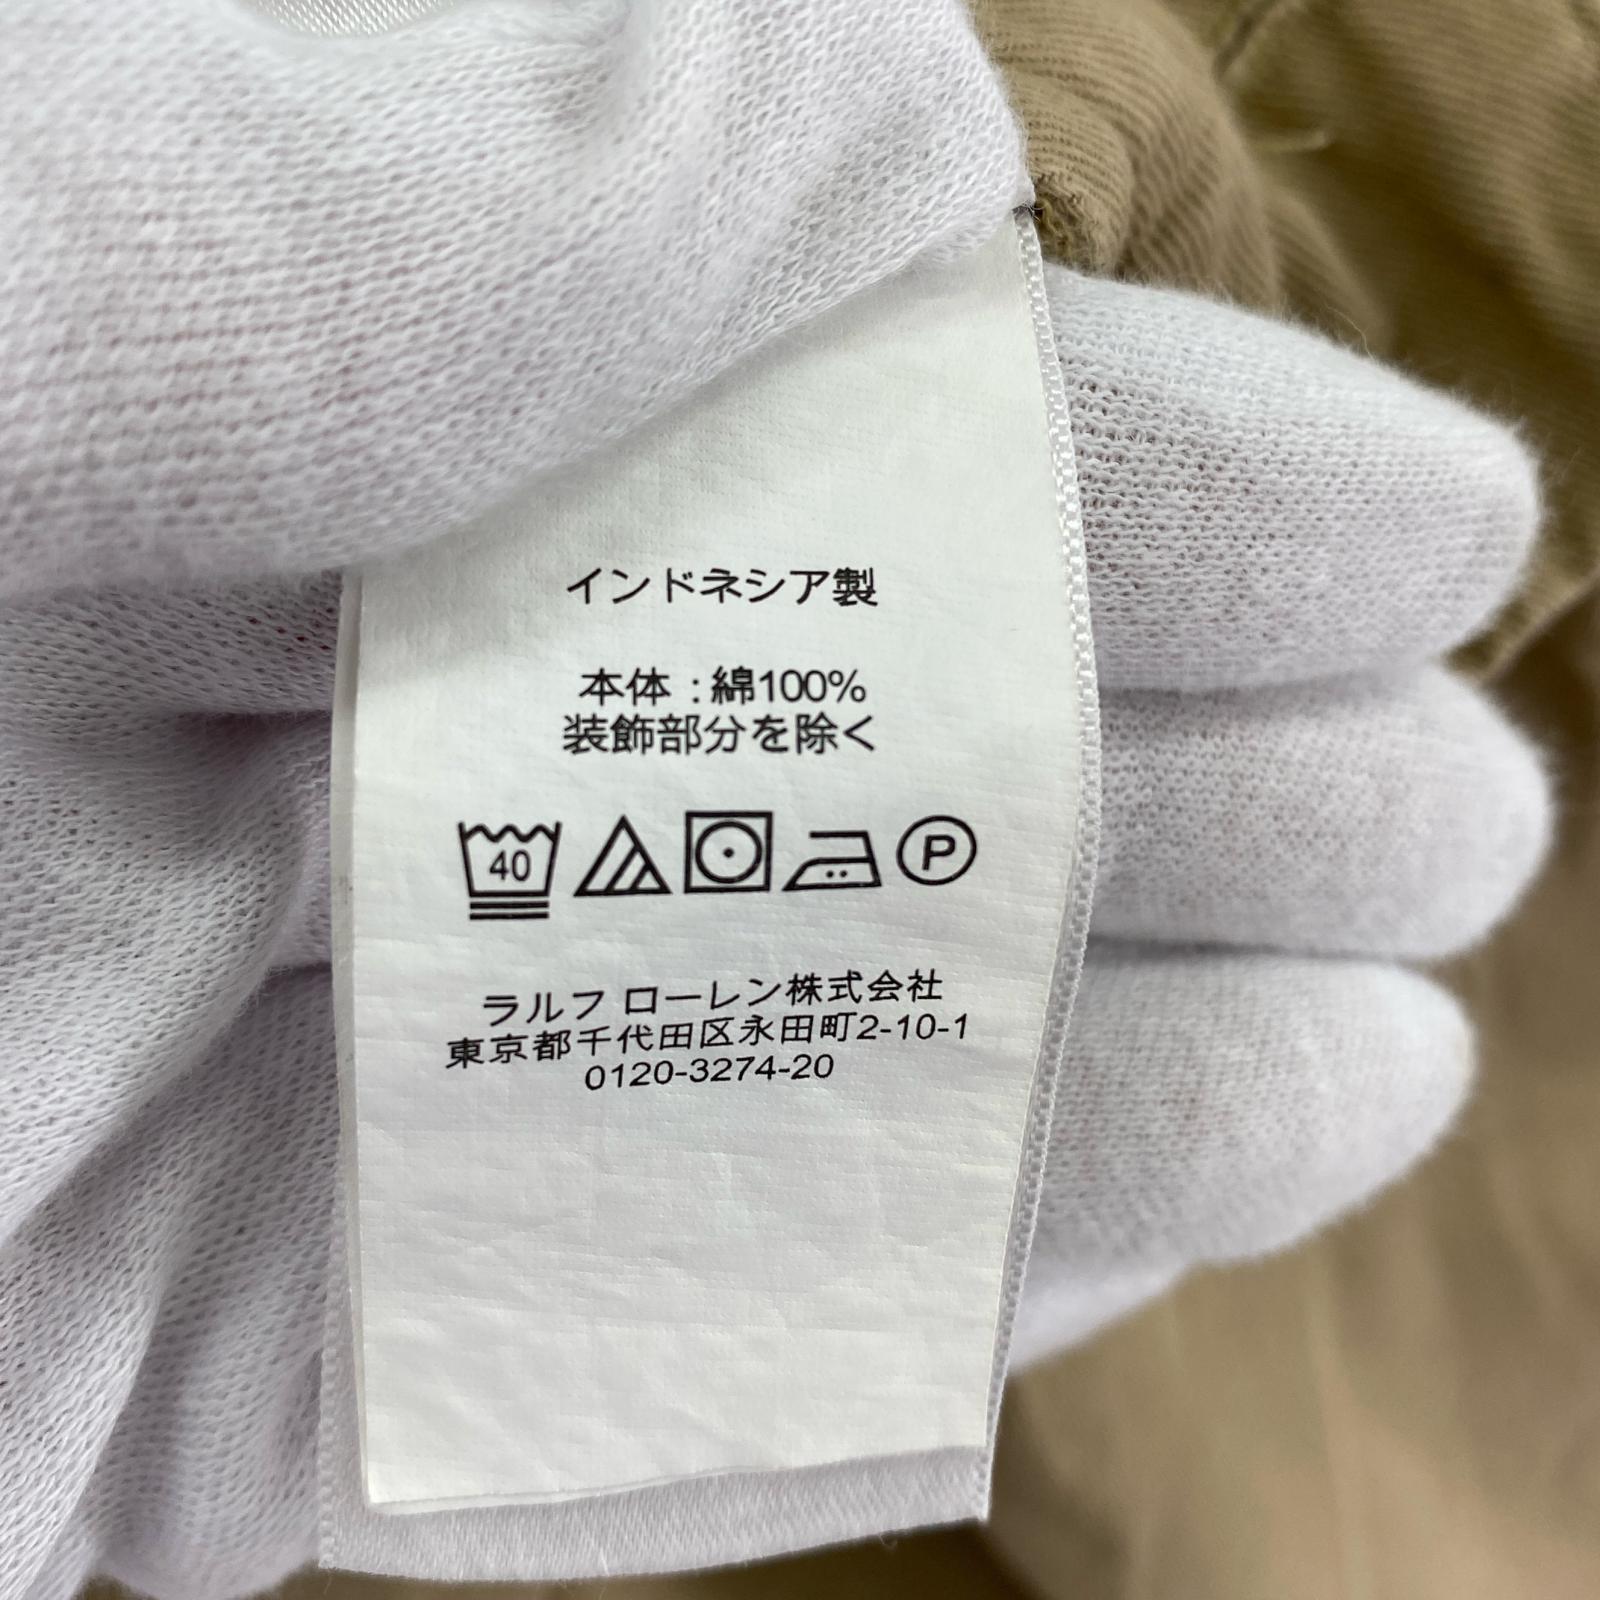 インドネシア製
本体:綿100%
装飾部分を除く
40
P
ラルフ ローレン株式会社
東京都千代田区永田町2-10-1
0120-3274-20